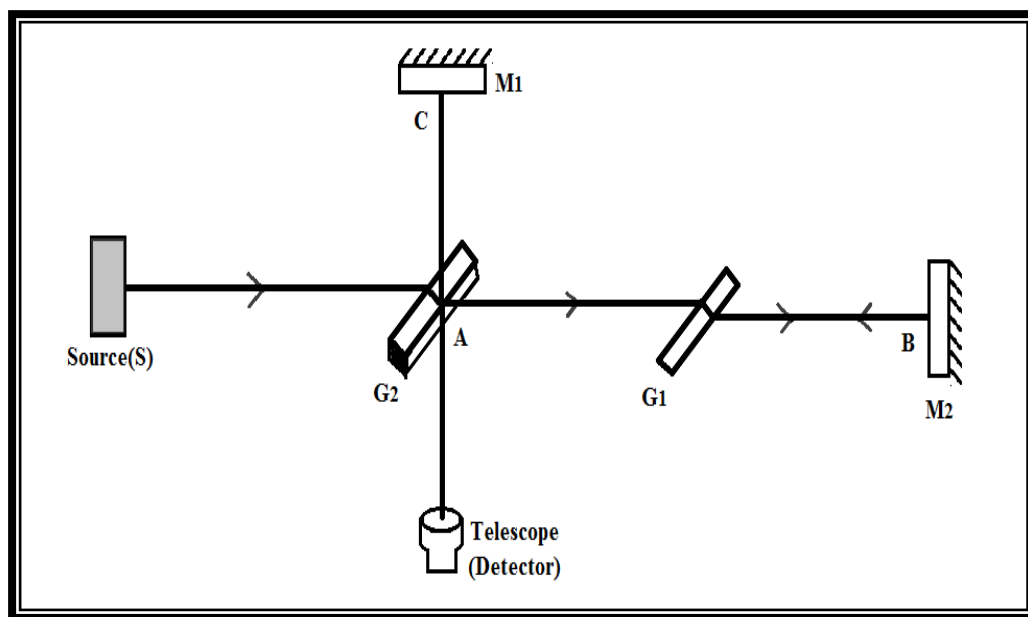 M1
C
Source(S)
A
G2
G1
B
M2
Telescope
(Detector)